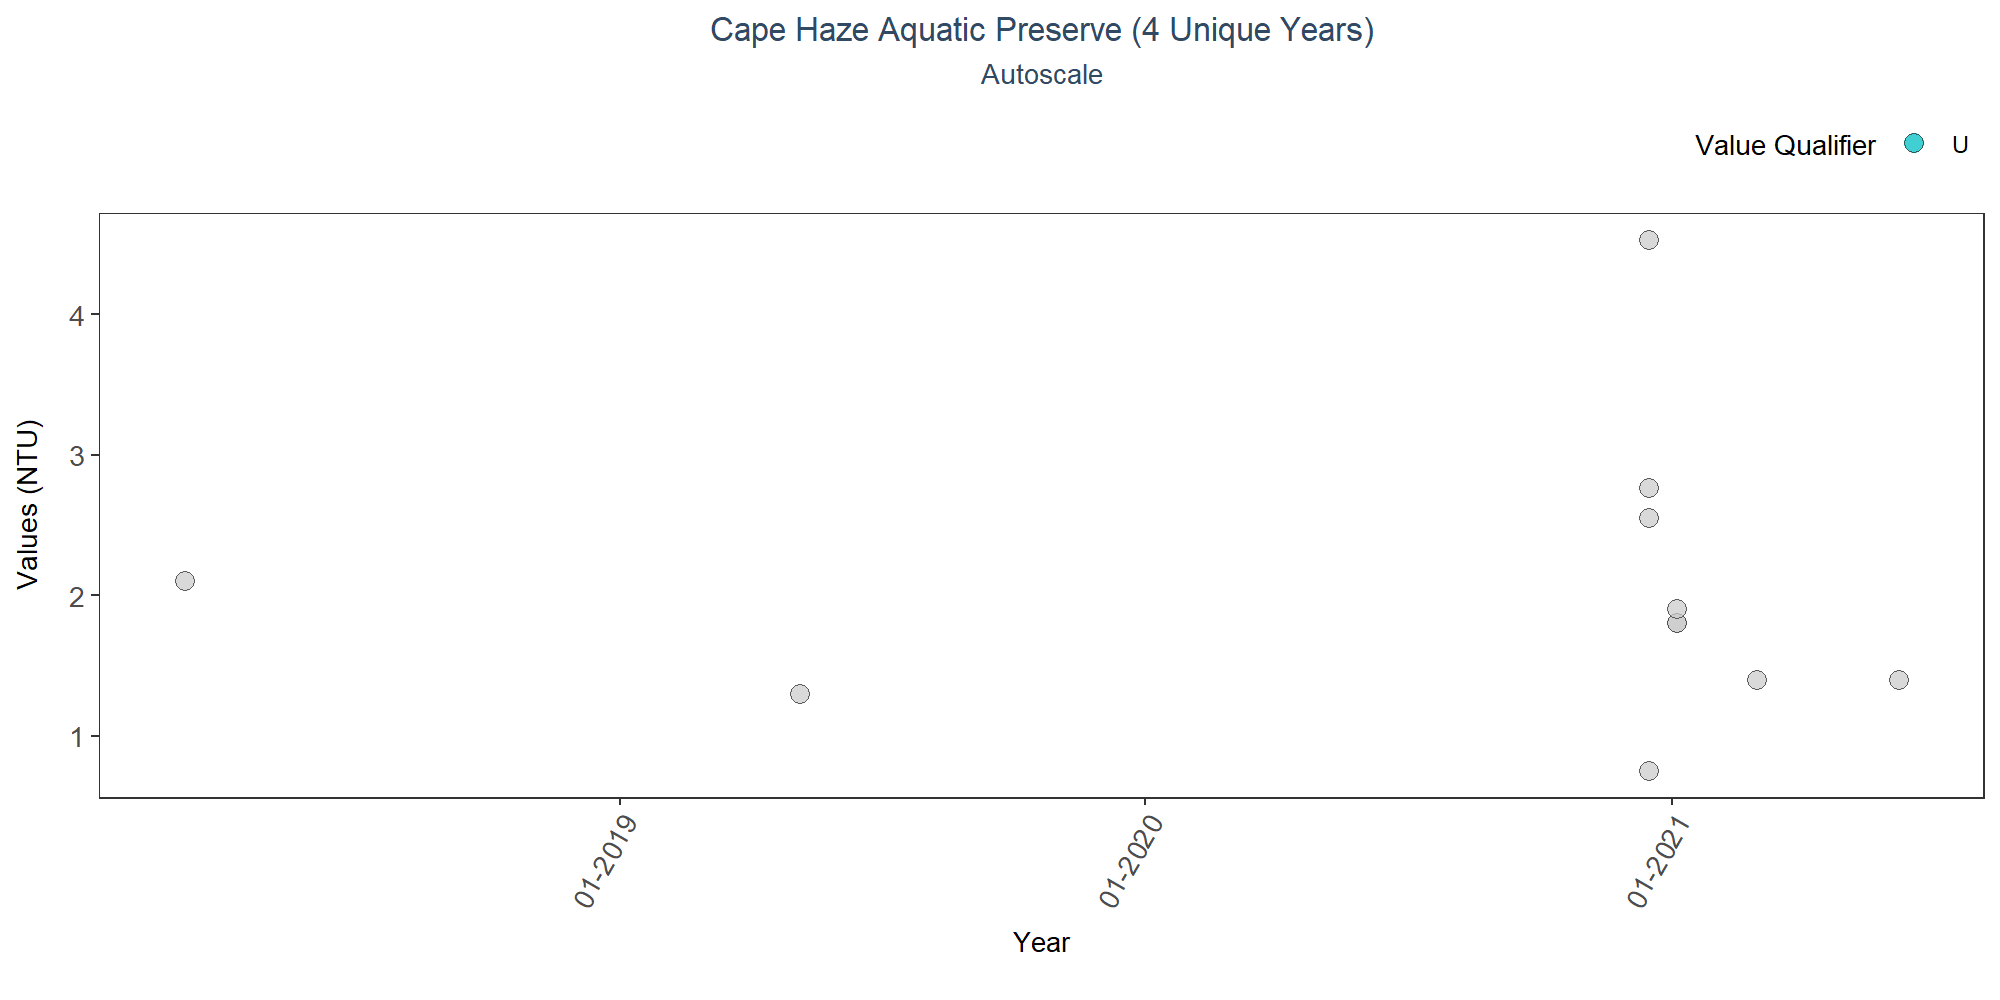 Cape Haze Aquatic Preserve (4 Unique Years)
Autoscale
Value Qualifier U
Values (NTU)
4
3
2
1
01-2019
01-2020
01-2021
Year